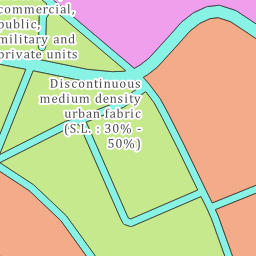 commercial,
public,
military and
private units
Discontinuous
medium density
urban fabric
(S.L. : 30% -
50%)